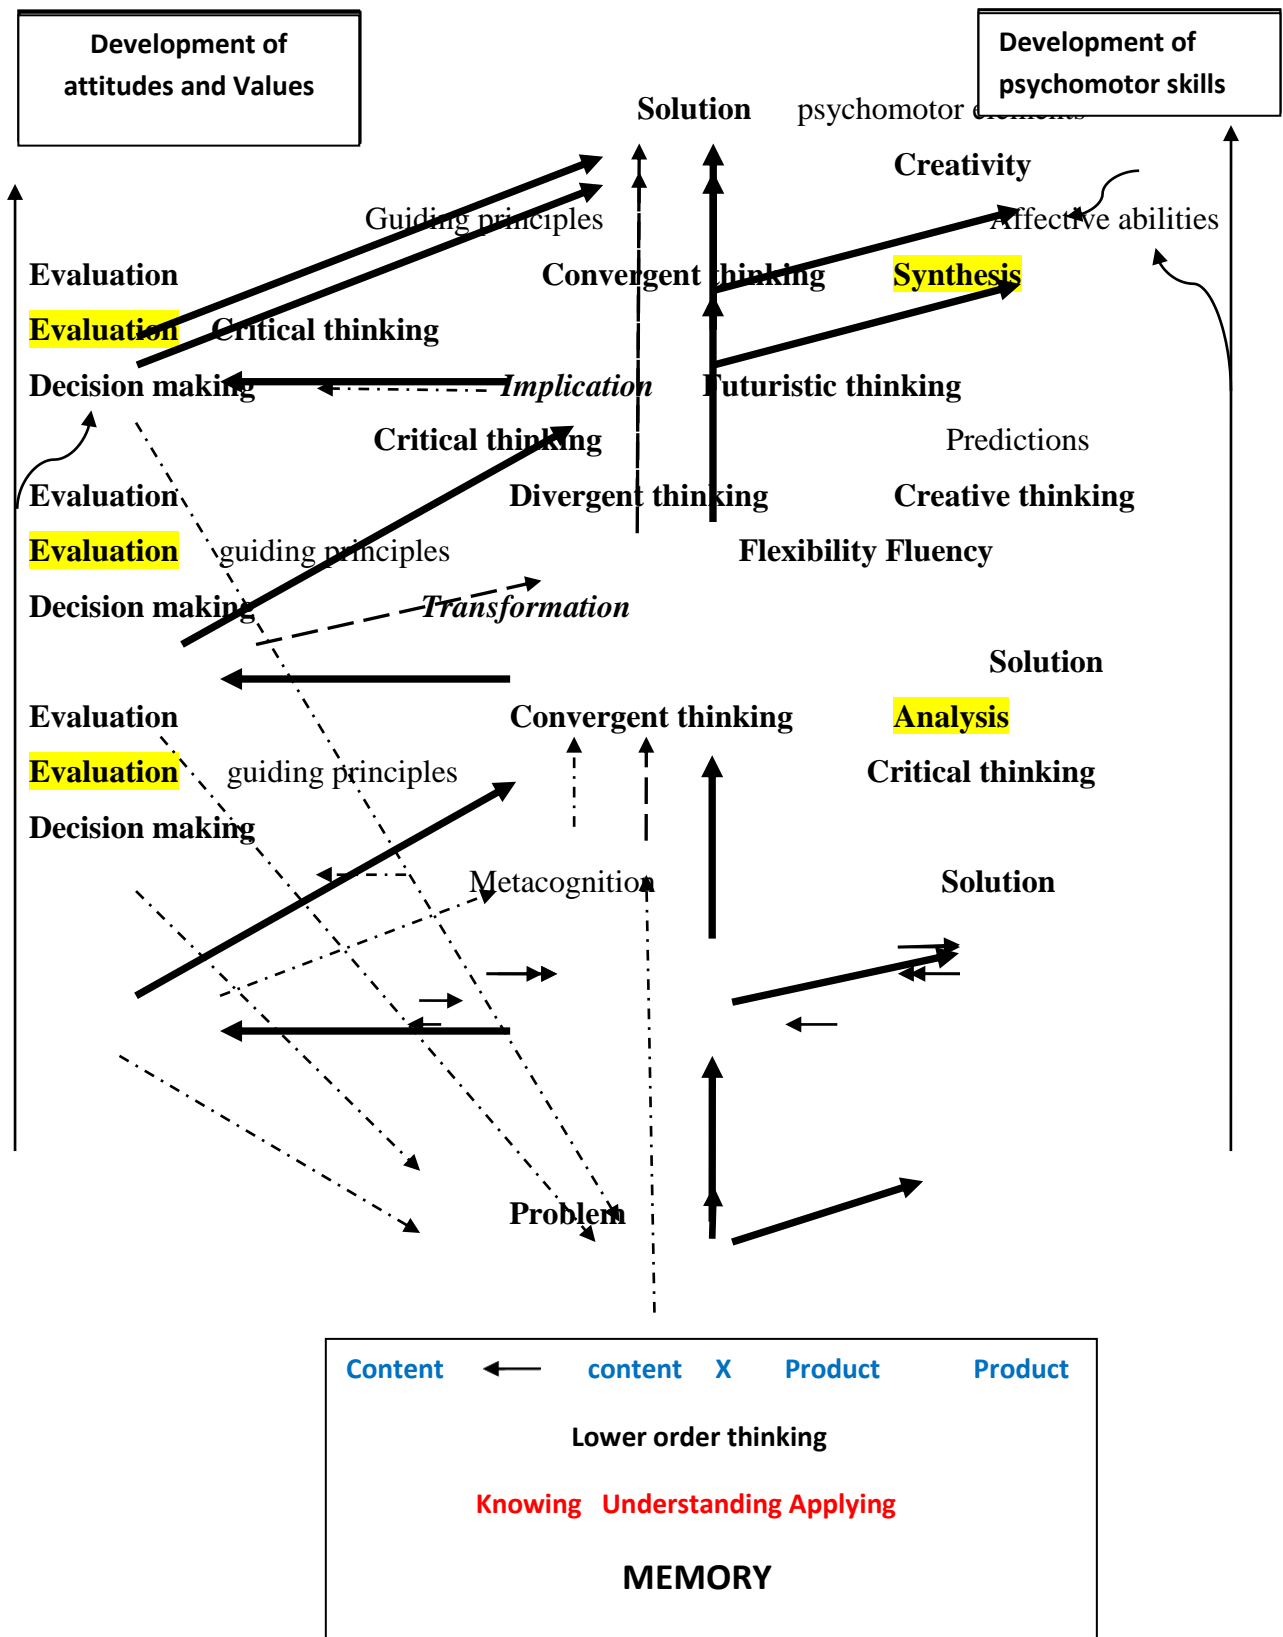 Development of
attitudes and Values
Development of
psychomotor skills
Solution psychomotor elements
Creativity
Guiding principles Affective abilities
Evaluation Convergent thinking Synthesis
Evaluation Critical thinking
Decision making Implication Futuristic thinking
Critical thinking Predictions
Evaluation Divergent thinking Creative thinking
Evaluation guiding principles Flexibility Fluency
Decision making Transformation
Solution
Evaluation Convergent thinking Analysis
Evaluation guiding principles Critical thinking
Decision making
Metacognition Solution
Problem
Content content X Product Product
Lower order thinking
Knowing Understanding Applying
MEMORY